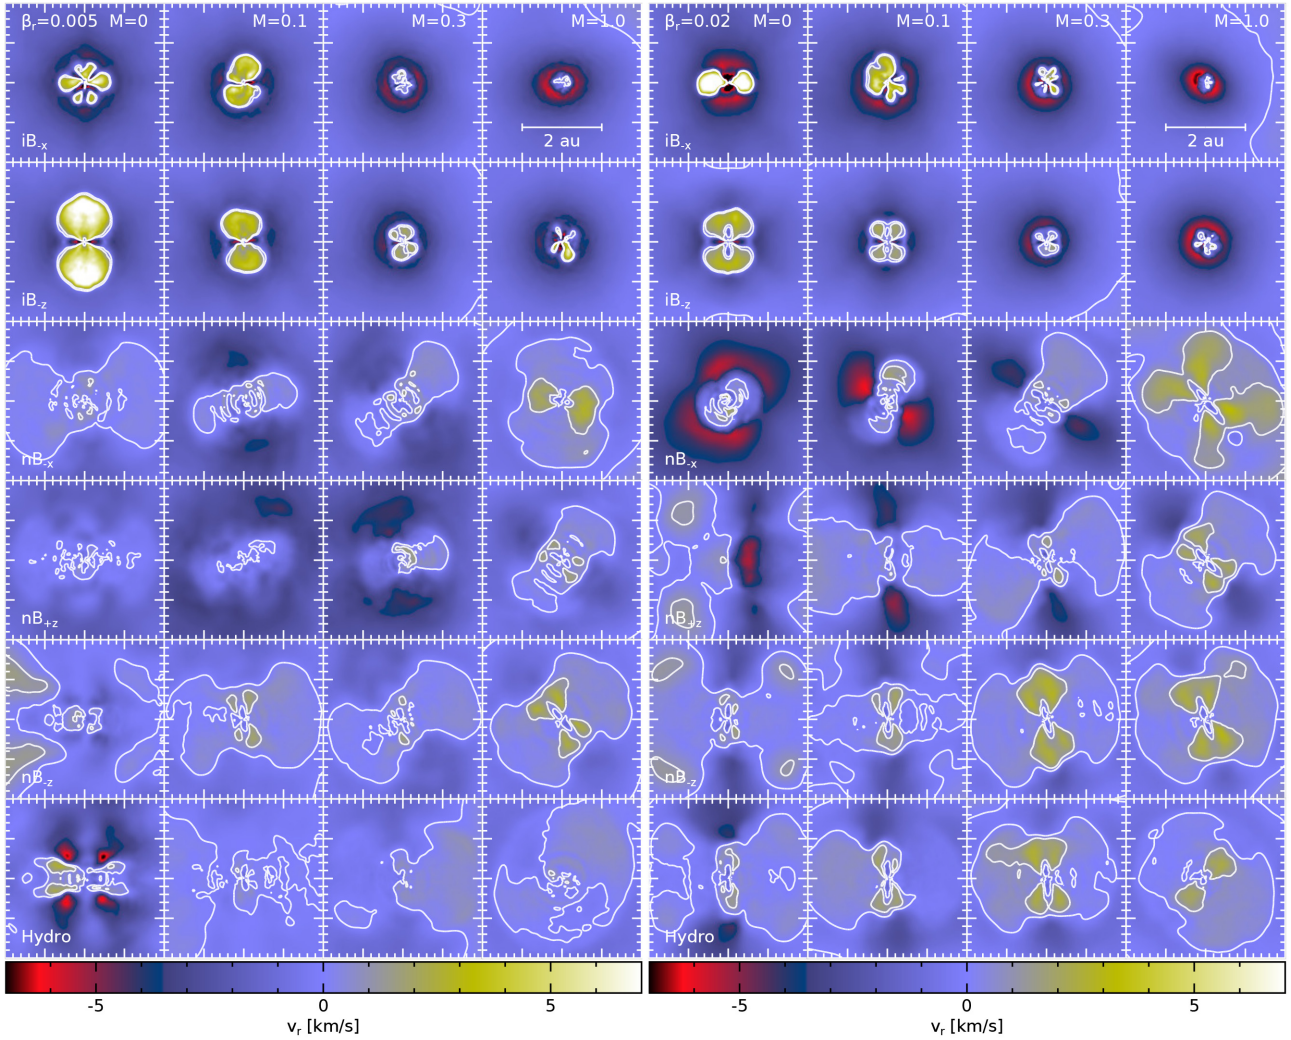 βᵣ=0.005 M=0 M=0.1 M=0.3 M=1.0 βᵣ=0.02 M=0 M=0.1 M=0.3 M=1.0
iB₋ₓ 2 au iB₋ₓ 2 au
iB₋z iB₋z
nB₋ₓ nB₋ₓ
nB₊z nB₊z
nB₋z nB₋z
Hydro Hydro
-5 0 5 -5 0 5
vᵣ [km/s] vᵣ [km/s]